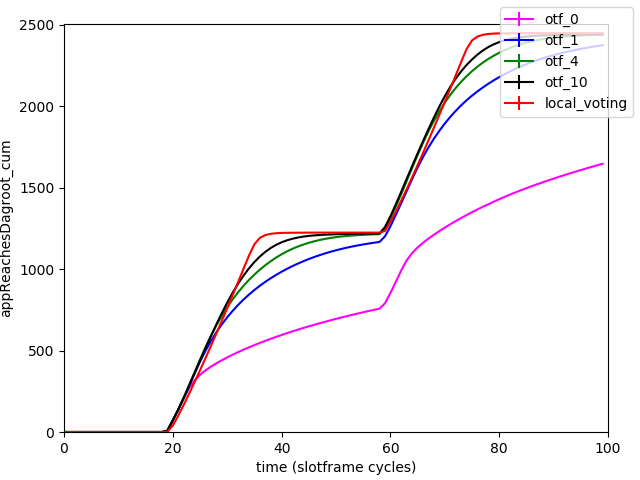 otf_0
otf_1
otf_4
otf_10
local_voting
appReachesDagroot_cum
2500
2000
1500
1000
500
0
0 20 40 60 80 100
time (slotframe cycles)